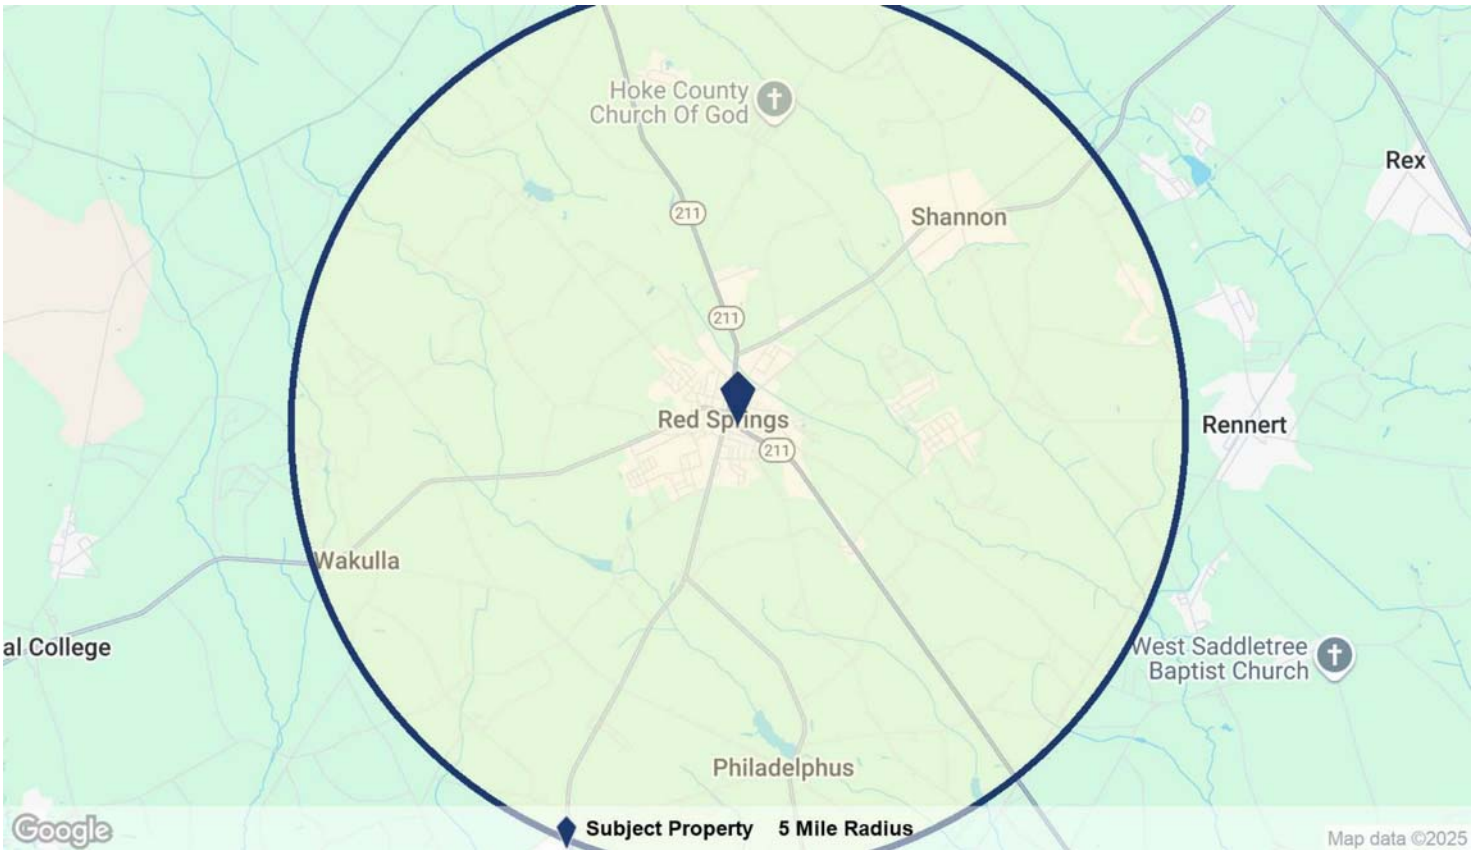 Hoke County
Church Of God
Rex
211
Shannon
211
Red Springs
Rennert
211
Wakulla
al College
West Saddletree
Baptist Church
Philadelphus
Google
Subject Property 5 Mile Radius
Map data ©2025